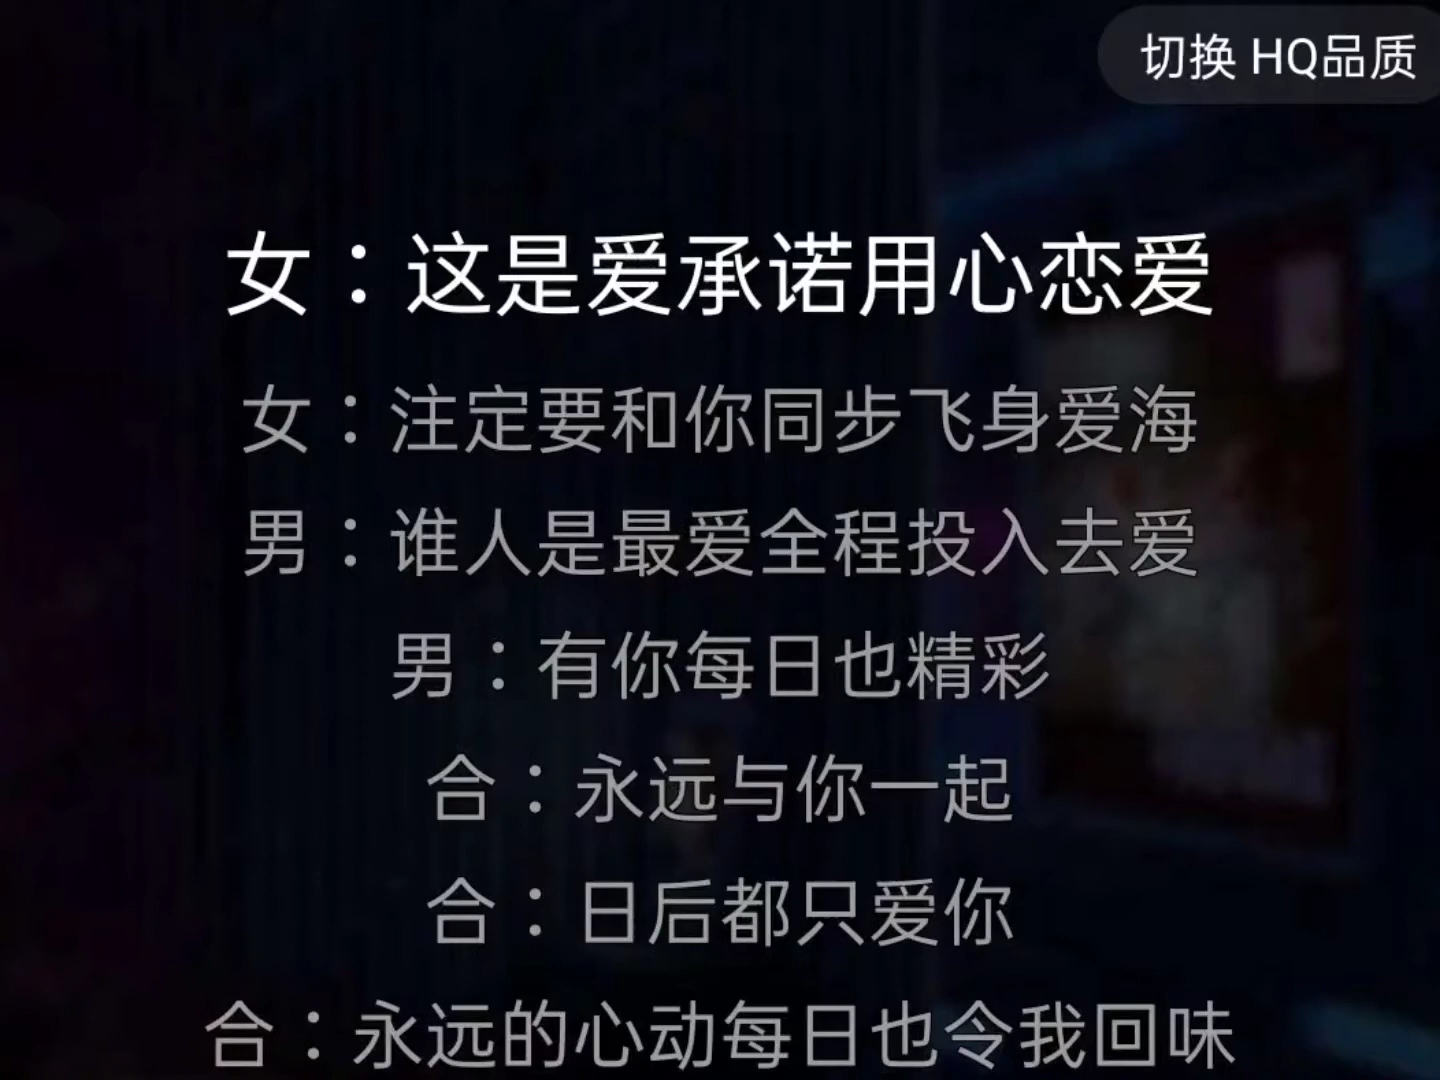 切换 HQ品质
女：这是爱承诺用心恋爱
女：注定要和你同步飞身爱海
男：谁人是最爱全程投入去爱
男：有你每日也精彩
合：永远与你一起
合：日后都只爱你
合：永远的心动每日也令我回味